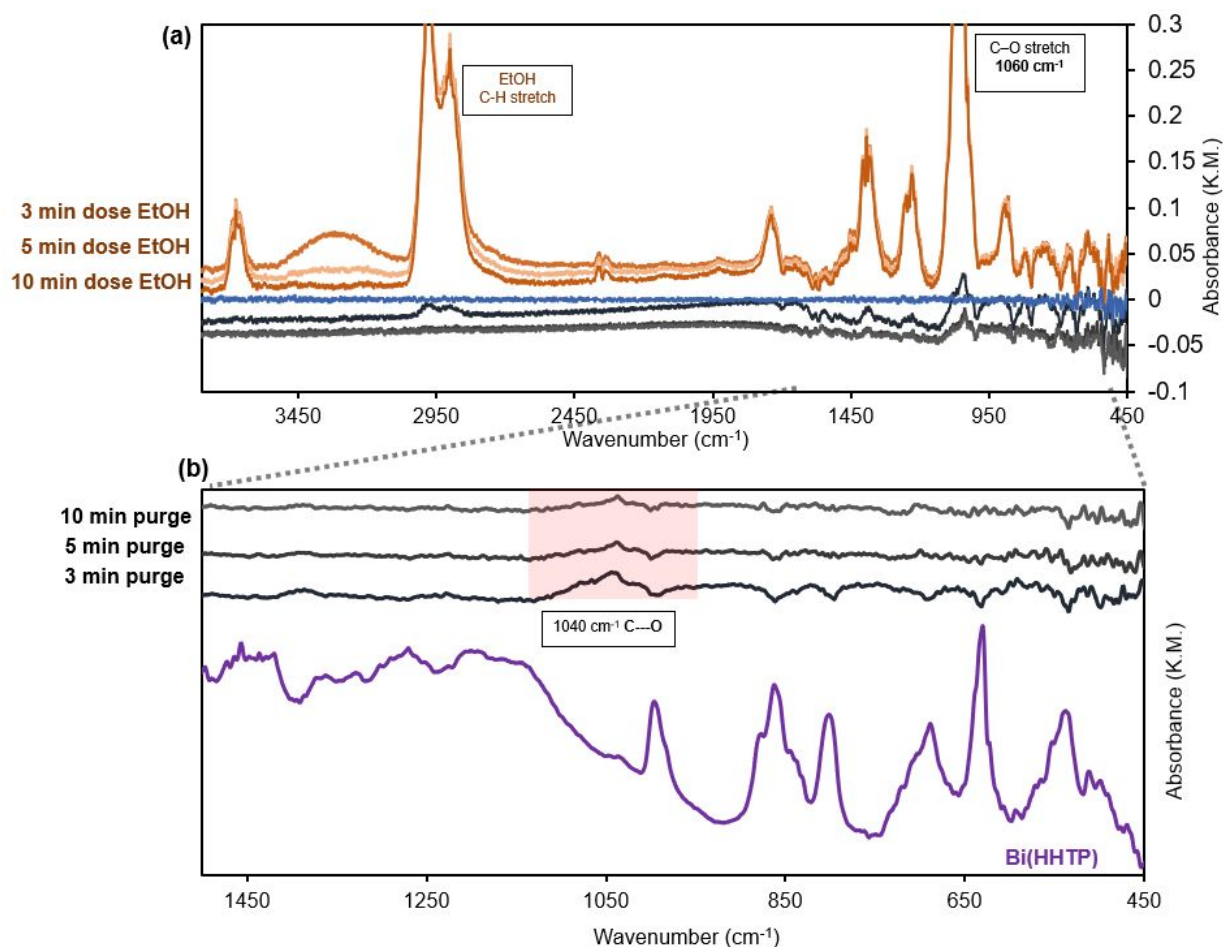 (a)
EtOH
C-H stretch
C–O stretch
1060 cm⁻¹
0.3
0.25
0.2
0.15
0.1
0.05
0
-0.05
-0.1
Absorbance (K.M.)
3 min dose EtOH
5 min dose EtOH
10 min dose EtOH
3450 2950 2450 1950 1450 950 450
Wavenumber (cm⁻¹)
(b)
10 min purge
5 min purge
3 min purge
1040 cm⁻¹ C---O
Absorbance (K.M.)
Bi(HHTP)
1450 1250 1050 850 650 450
Wavenumber (cm⁻¹)